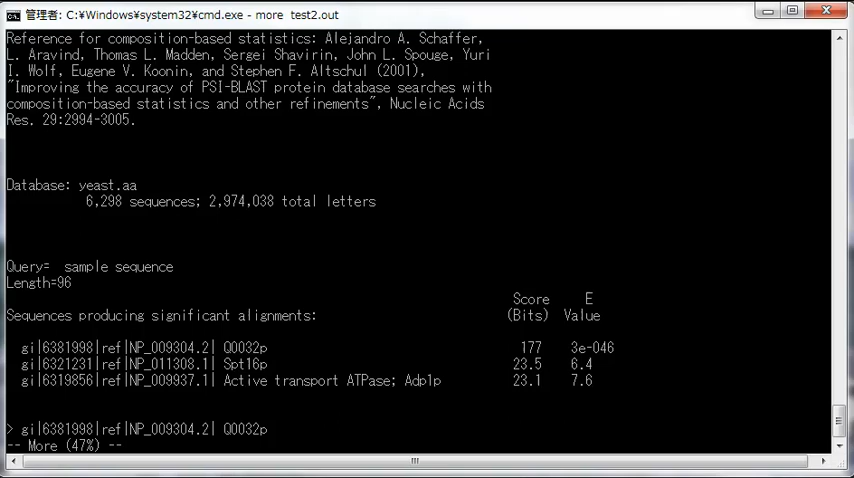 管理者: C:¥Windows¥system32¥cmd.exe - more  test2.out
Reference for composition-based statistics: Alejandro A. Schaffer,
L. Aravind, Thomas L. Madden, Sergei Shavirin, John L. Spouge, Yuri
I. Wolf, Eugene V. Koonin, and Stephen F. Altschul (2001),
"Improving the accuracy of PSI-BLAST protein database searches with
composition-based statistics and other refinements", Nucleic Acids
Res. 29:2994-3005.
Database: yeast.aa
6,298 sequences; 2,974,038 total letters
Query=  sample sequence
Length=96
Score     E
Sequences producing significant alignments:                          (Bits)  Value
gi|6381998|ref|NP_009304.2| Q0032p                                   177    3e-046
gi|6321231|ref|NP_011308.1| Spt16p                                  23.5    6.4
gi|6319856|ref|NP_009937.1| Active transport ATPase; Adp1p          23.1    7.6
> gi|6381998|ref|NP_009304.2| Q0032p
-- More (47%) --